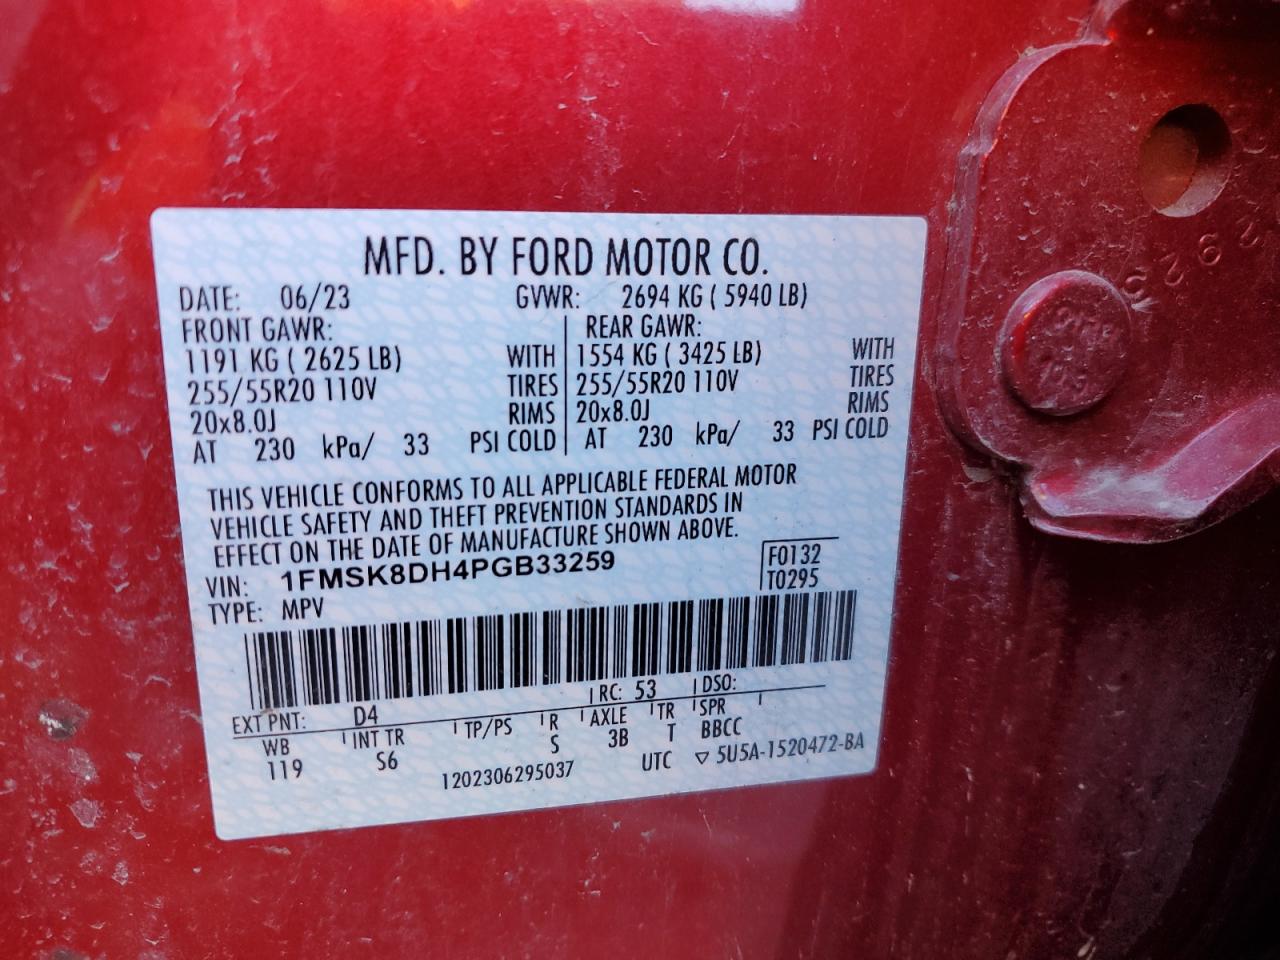 MFD. BY FORD MOTOR CO.
DATE: 06/23 GVWR: 2694 KG ( 5940 LB)
FRONT GAWR: REAR GAWR:
1191 KG ( 2625 LB) WITH 1554 KG ( 3425 LB) WITH
255/55R20 110V TIRES 255/55R20 110V TIRES
20x8.0J RIMS 20x8.0J RIMS
AT 230 kPa/ 33 PSI COLD AT 230 kPa/ 33 PSI COLD
THIS VEHICLE CONFORMS TO ALL APPLICABLE FEDERAL MOTOR
VEHICLE SAFETY AND THEFT PREVENTION STANDARDS IN
EFFECT ON THE DATE OF MANUFACTURE SHOWN ABOVE.
VIN: 1FMSK8DH4PGB33259 F0132
TYPE: MPV T0295
EXT PNT: D4 RC: 53 DSO:
WB INT TR TP/PS R AXLE TR SPR
119 S6 S 3B T BBCC
1202306295037 UTC ▽ 5U5A-1520472-BA